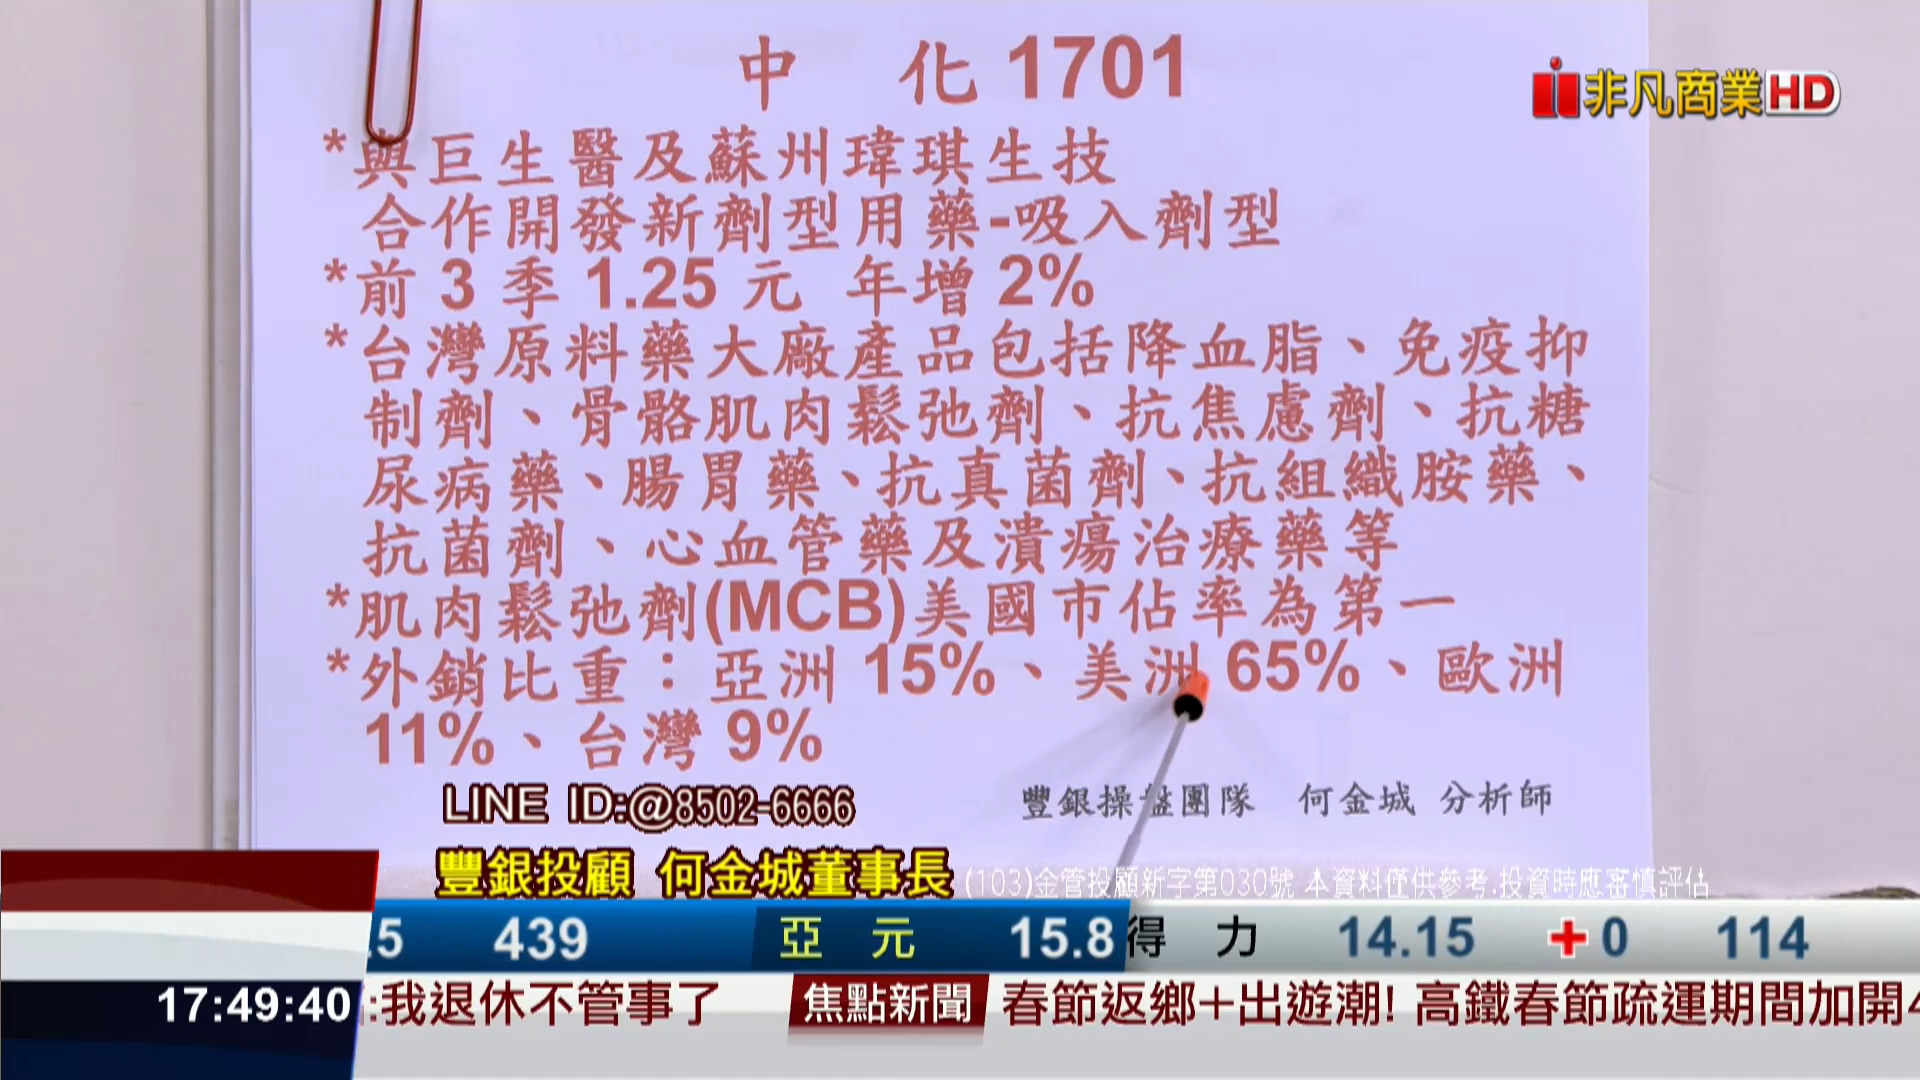 中 化 1701
非凡商業HD
*與巨生醫及蘇州瑋琪生技
合作開發新劑型用藥-吸入劑型
*前 3 季 1.25 元 年增 2%
*台灣原料藥大廠產品包括降血脂、免疫抑
制劑、骨骼肌肉鬆弛劑、抗焦慮劑、抗糖
尿病藥、腸胃藥、抗真菌劑、抗組織胺藥、
抗菌劑、心血管藥及潰瘍治療藥等
*肌肉鬆弛劑(MCB)美國市佔率為第一
*外銷比重：亞洲 15%、美洲 65%、歐洲
11%、台灣 9%
LINE ID:@8502-6666
豐銀操盤團隊 何金城 分析師
豐銀投顧 何金城董事長
(103)金管投顧新字第030號 本資料僅供參考.投資時應審慎評估
.5 439 亞 元 15.8 得 力 14.15 +0 114
17:49:40
:我退休不管事了 焦點新聞 春節返鄉+出遊潮! 高鐵春節疏運期間加開4